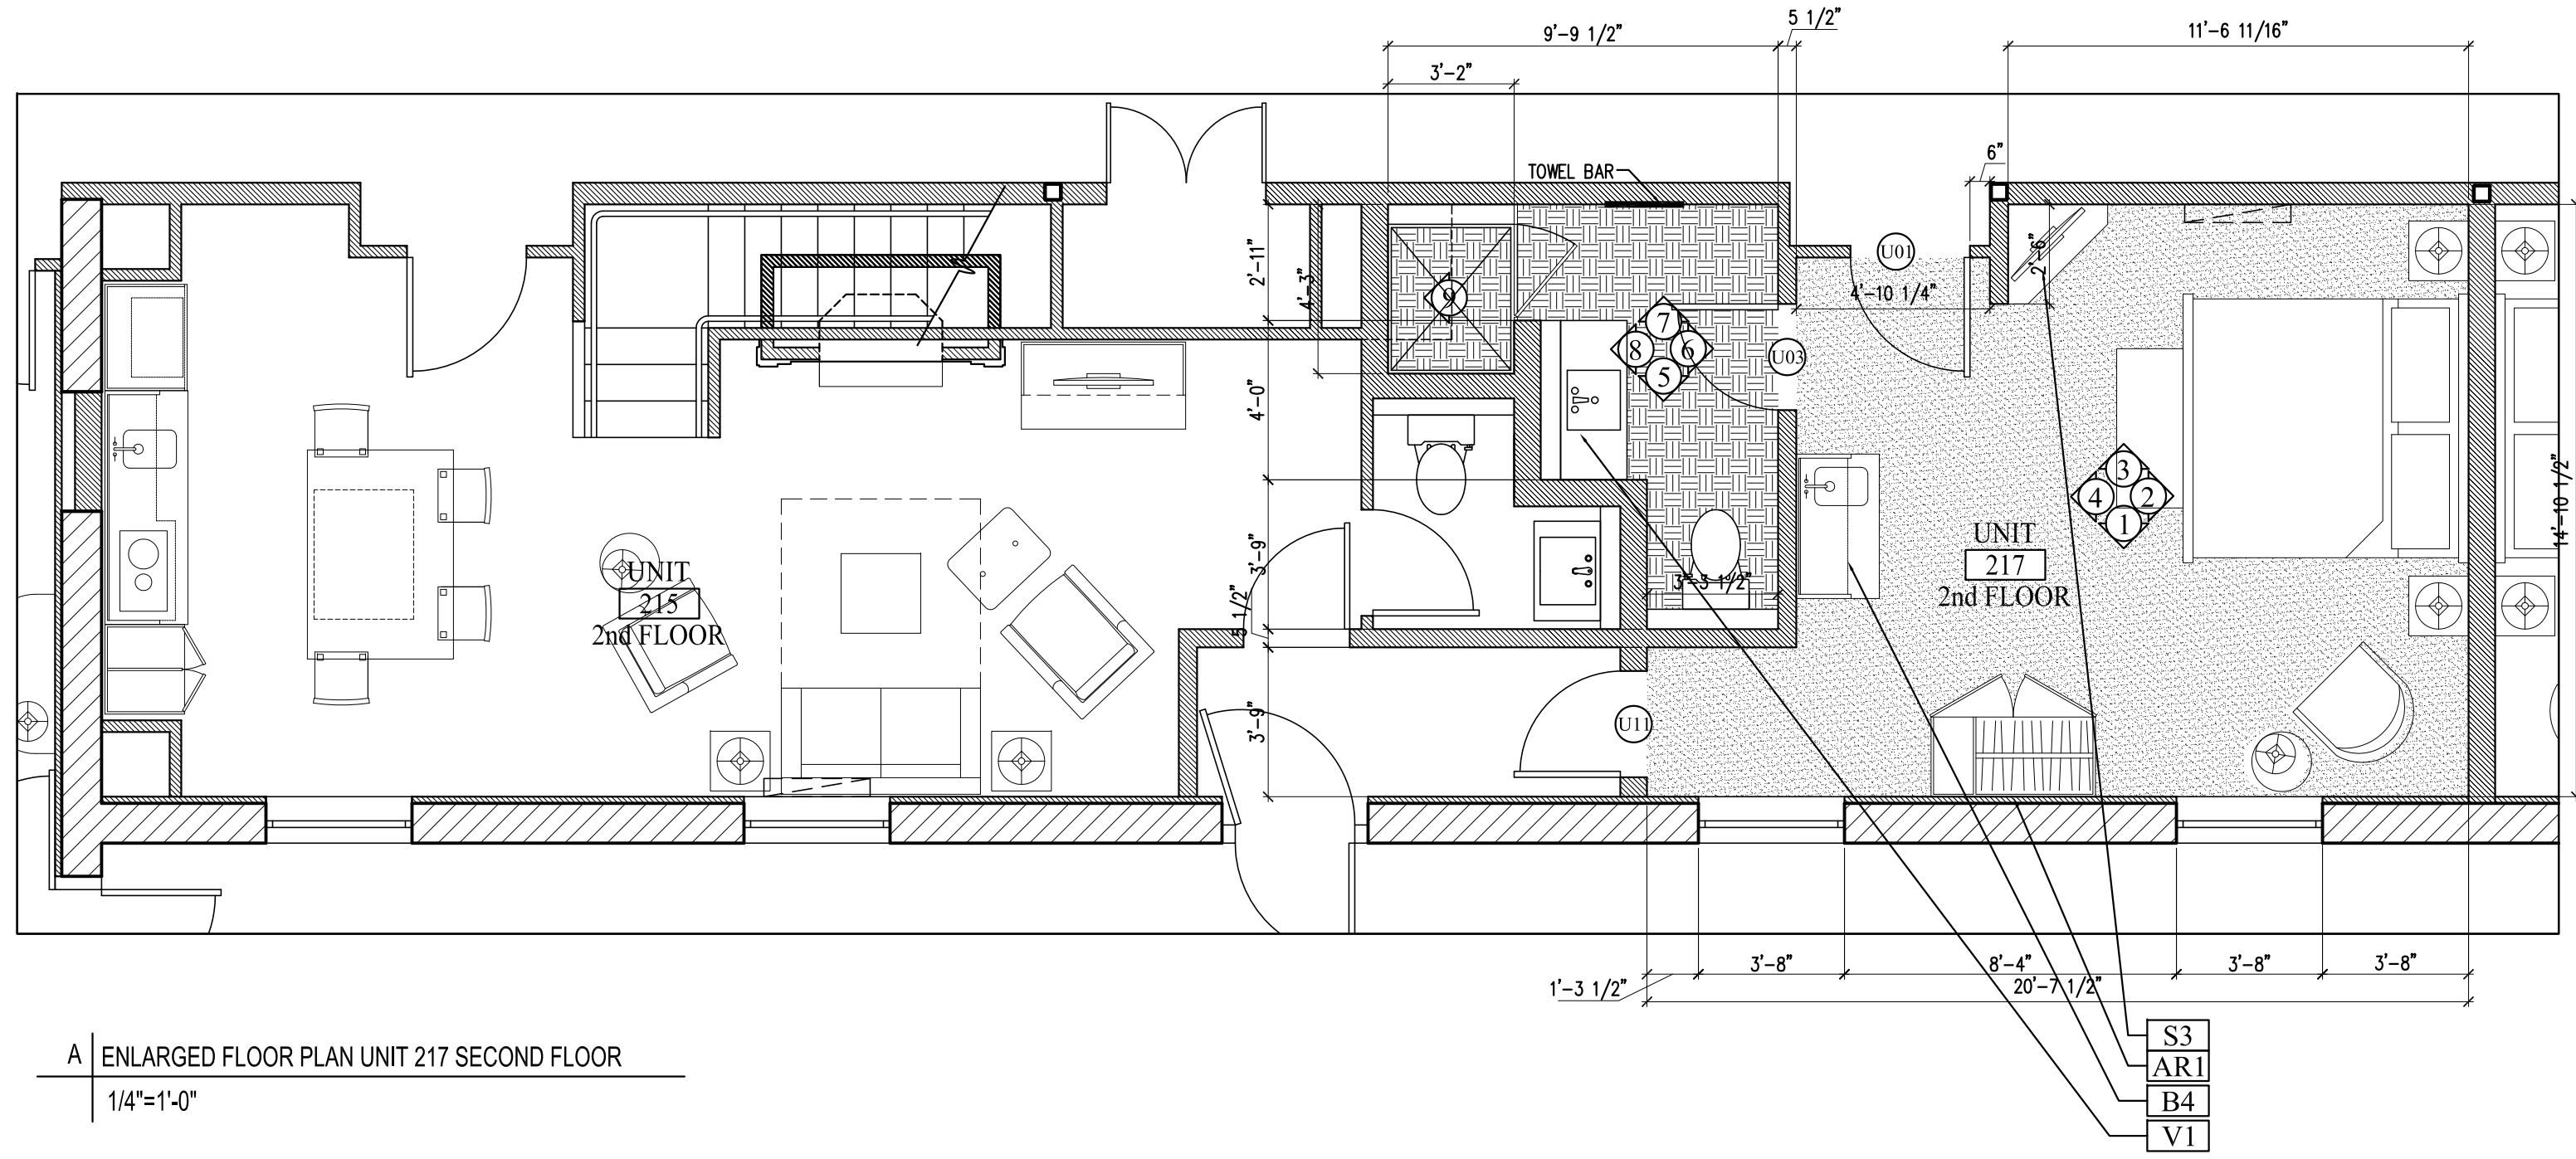 5 1/2"
9'-9 1/2"
11'-6 11/16"
3'-2"
6"
TOWEL BAR
U01
2'-11"
4'-3"
2'-6"
4'-10 1/4"
9
7
8
6
5
U03
4'-0"
3
4
2
1
14'-10 1/2"
UNIT
217
2nd FLOOR
3'-9"
3'-3 1/2"
UNIT
215
2nd FLOOR
5 1/2"
3'-9"
U11
3'-8"
8'-4"
3'-8"
3'-8"
1'-3 1/2"
20'-7 1/2"
S3
AR1
B4
V1
A
ENLARGED FLOOR PLAN UNIT 217 SECOND FLOOR
1/4"=1'-0"